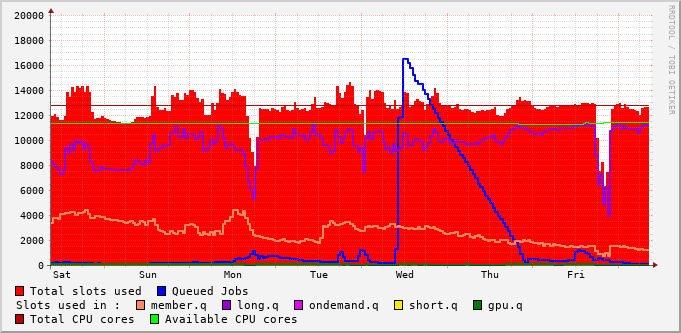 20000
18000
16000
14000
12000
10000
8000
6000
4000
2000
0
Sat Sun Mon Tue Wed Thu Fri
RRDTOOL / TOBI OETIKER
Total slots used Queued Jobs
Slots used in : member.q long.q ondemand.q short.q gpu.q
Total CPU cores Available CPU cores